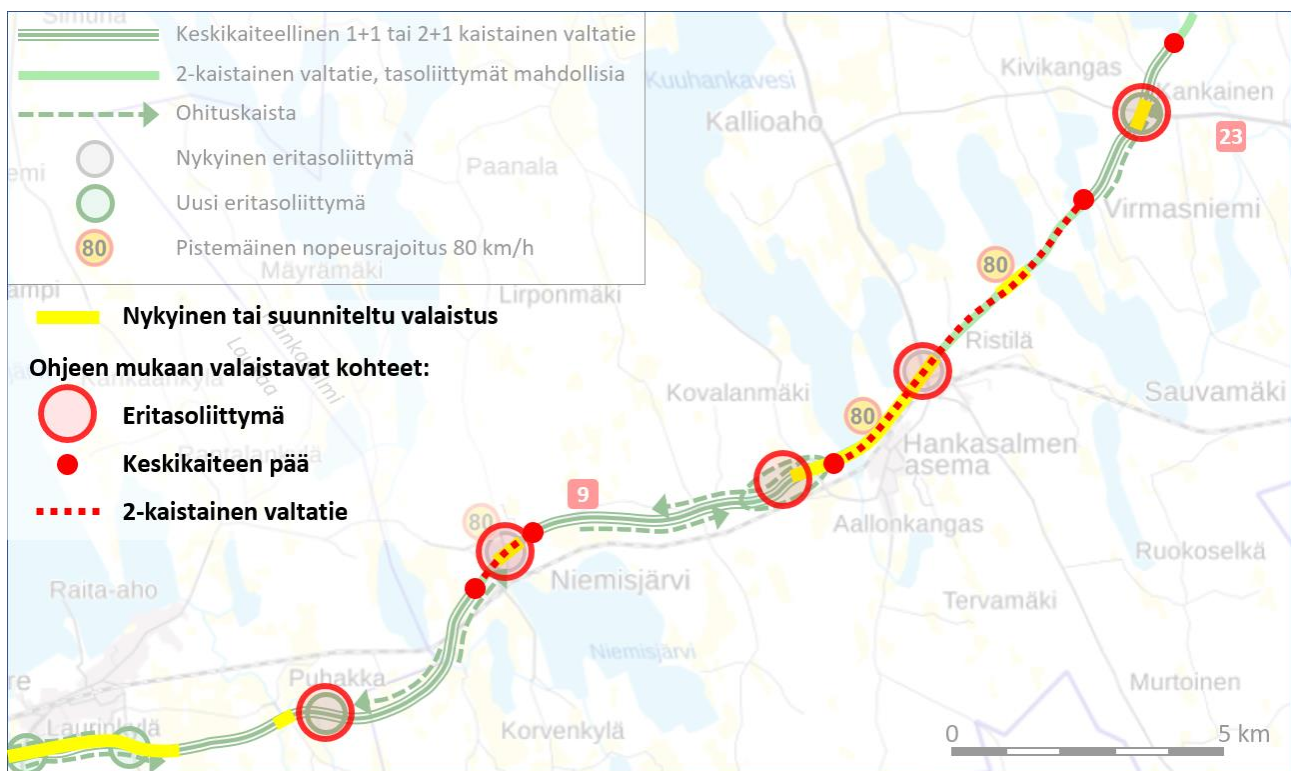 Simuna
Keskikaiteellinen 1+1 tai 2+1 kaistainen valtatie
2-kaistainen valtatie, tasoliittymät mahdollisia
Ohituskaista
Nykyinen eritasoliittymä
Uusi eritasoliittymä
80 Pistemäinen nopeusrajoitus 80 km/h
Paanala
Mäyrämäki
Lirponmäki
Nykyinen tai suunniteltu valaistus
Ohjeen mukaan valaistavat kohteet:
Eritasoliittymä
Keskikaiteen pää
2-kaistainen valtatie
Kuuhankavesi
Kivikangas
Kankainen
Kallioaho
23
Virmasniemi
80
Ristilä
Kovalanmäki
Sauvamäki
80
Hankasalmen
asema
9
80
Aallonkangas
Ruokoselkä
Raita-aho
Niemisjärvi
Tervamäki
Niemisjärvi
Puhakka
Murtoinen
Laurinkylä
Korvenkylä
0 5 km